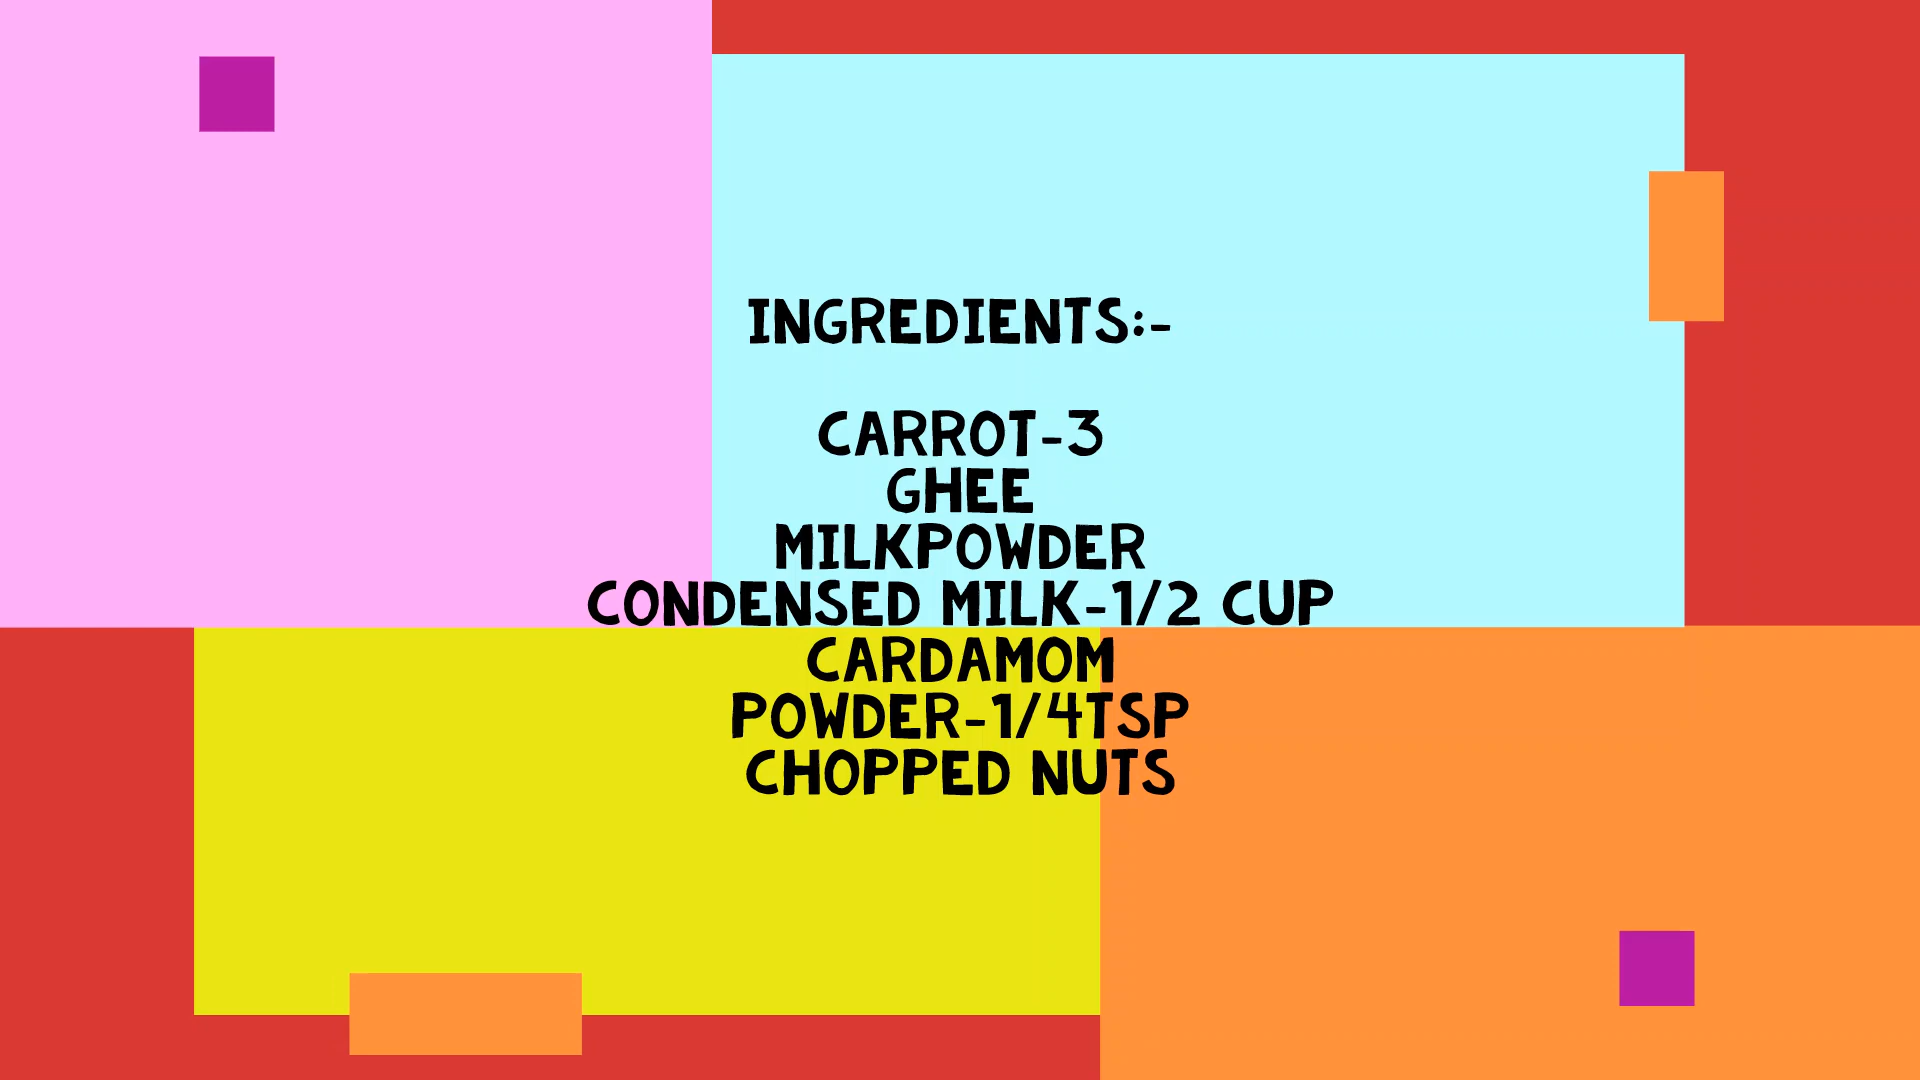 INGREDIENTS:-
CARROT-3
GHEE
MILKPOWDER
CONDENSED MILK-1/2 CUP
CARDAMOM
POWDER-1/4TSP
CHOPPED NUTS